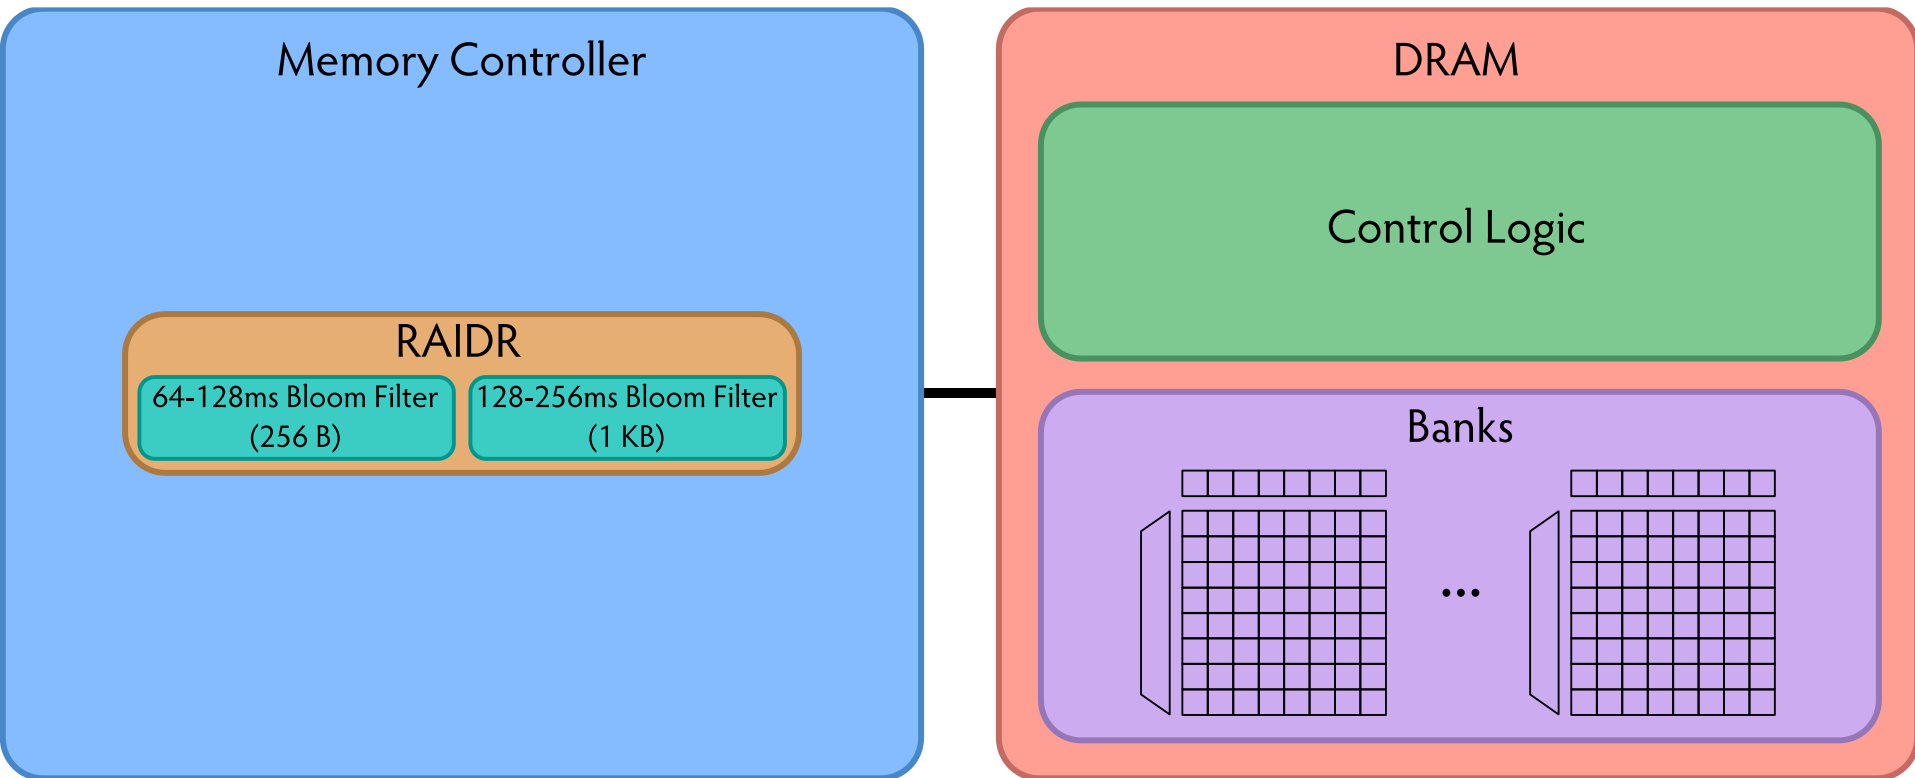 Memory Controller
RAIDR
64-128ms Bloom Filter
(256 B)
128-256ms Bloom Filter
(1 KB)
DRAM
Control Logic
Banks
...